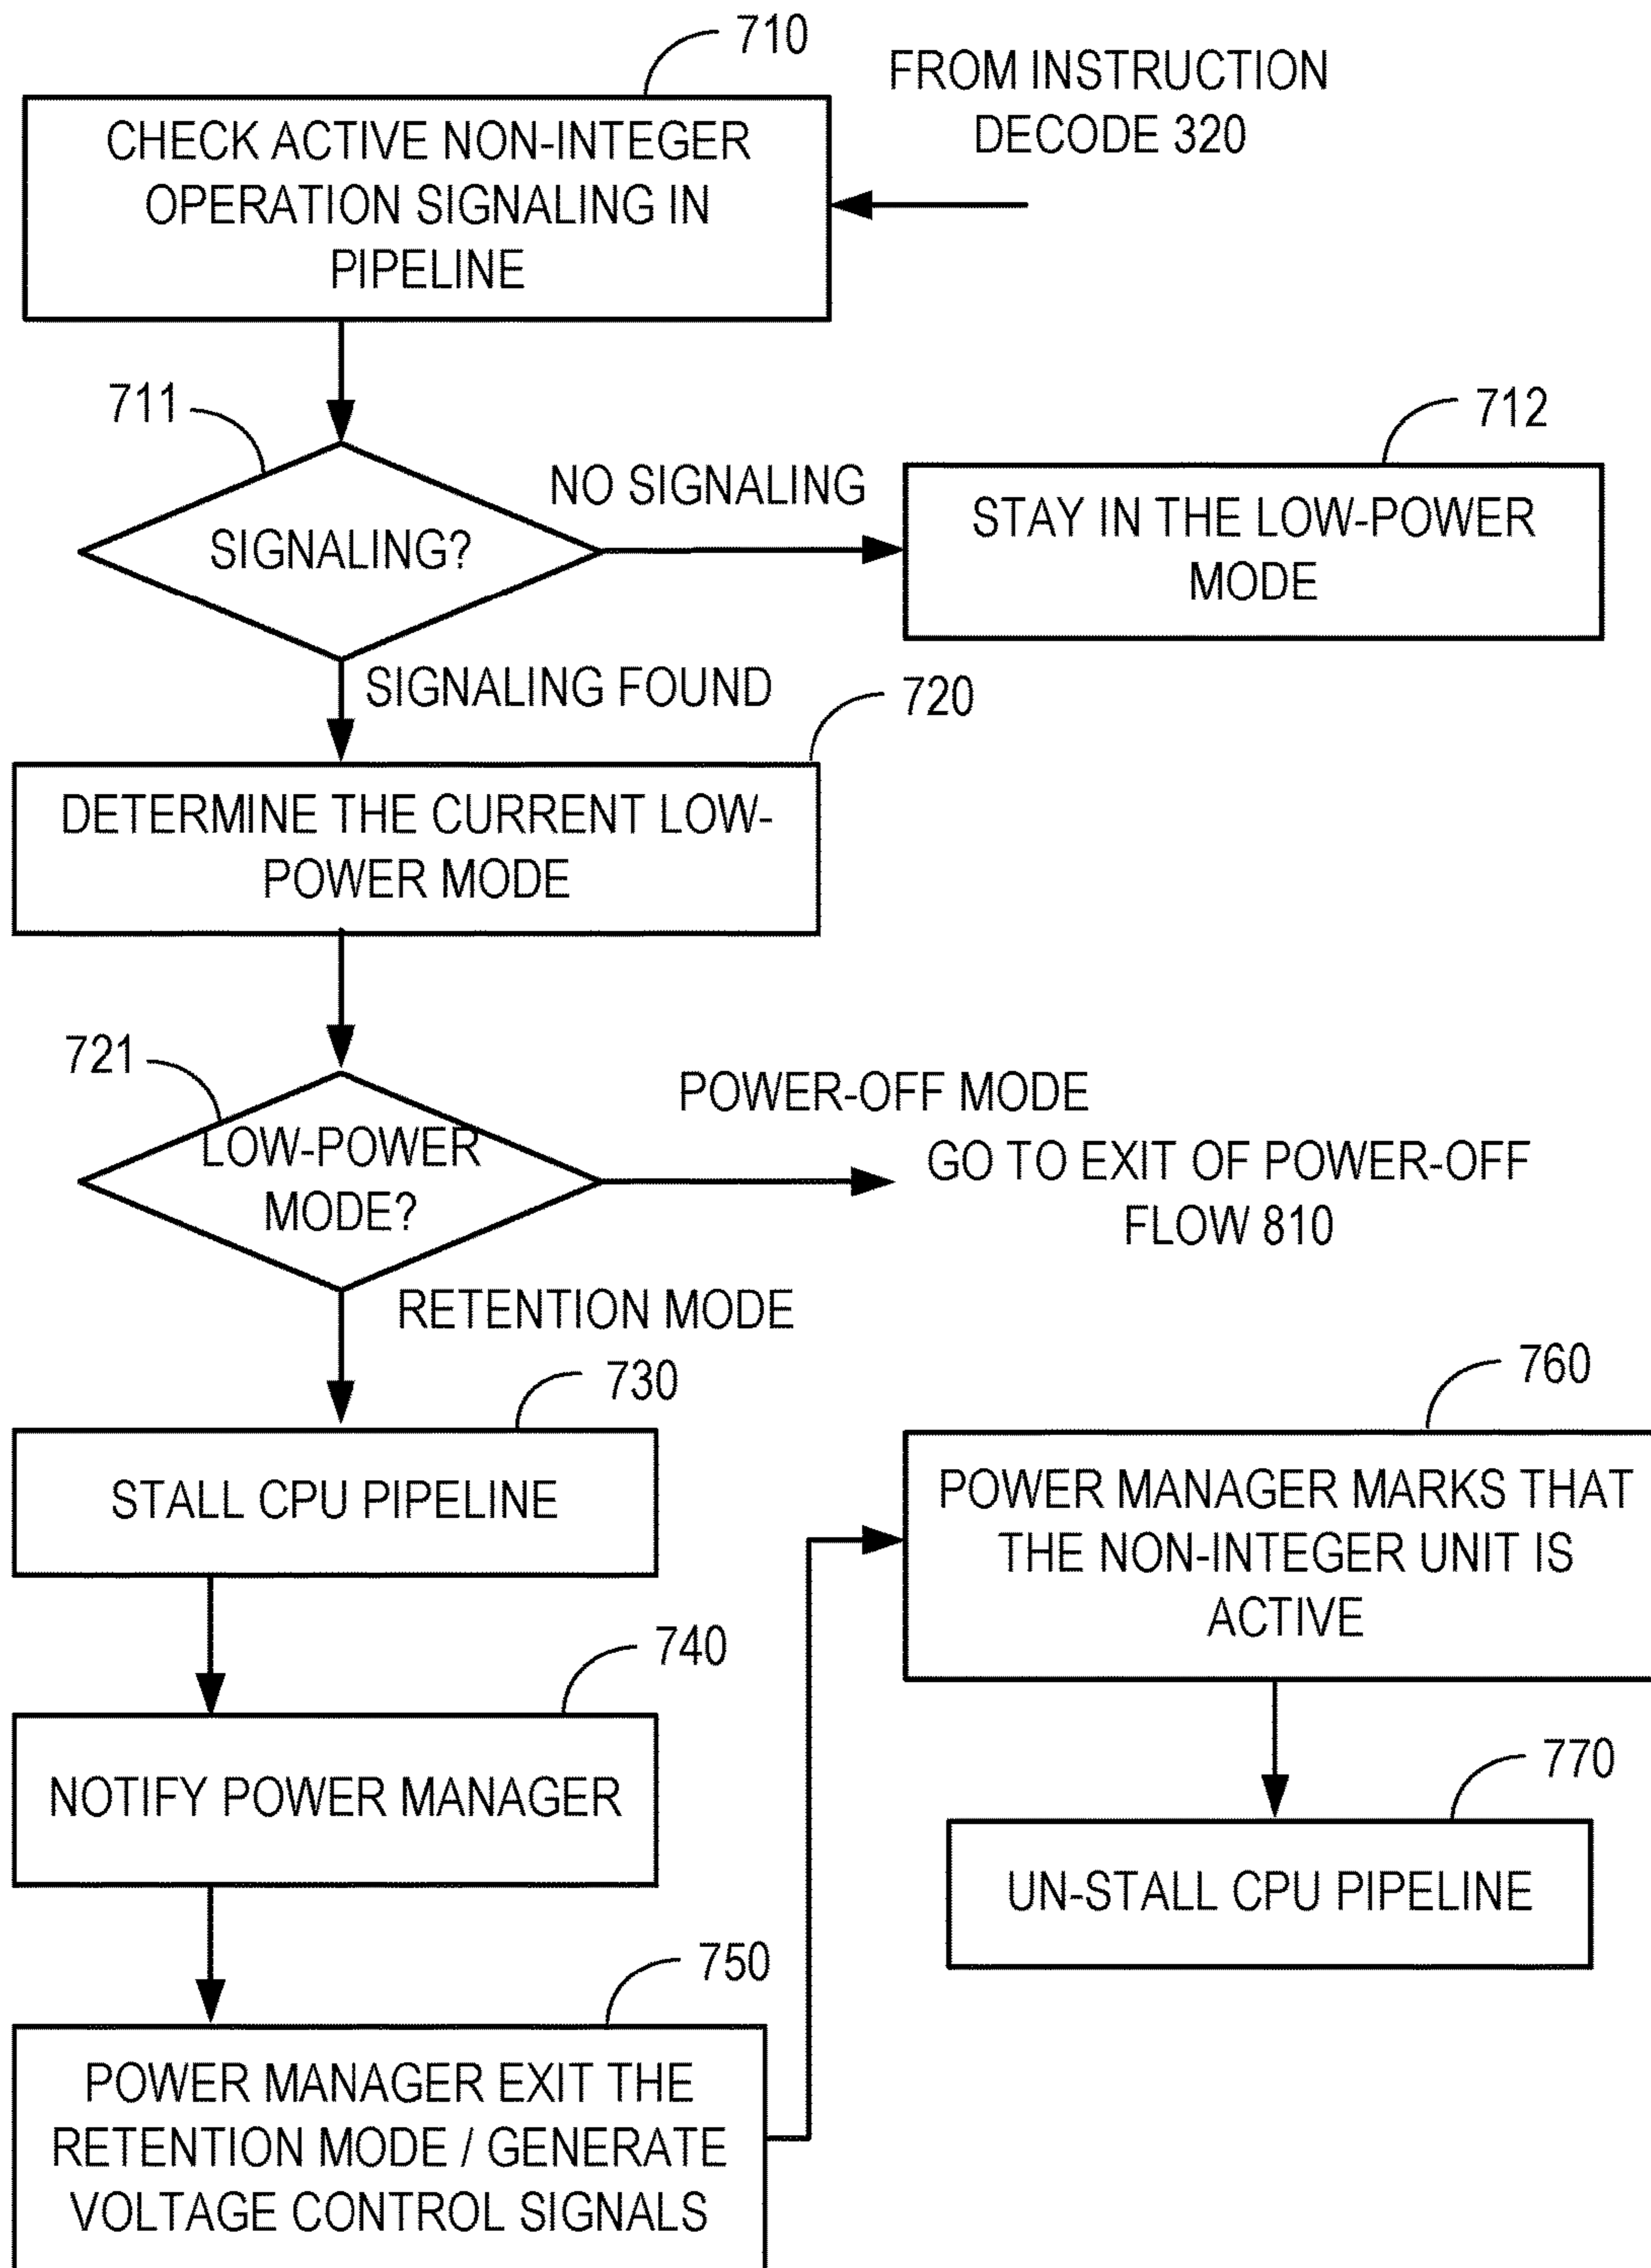 710
FROM INSTRUCTION
DECODE 320
CHECK ACTIVE NON-INTEGER
OPERATION SIGNALING IN
PIPELINE
711
SIGNALING?
NO SIGNALING
712
STAY IN THE LOW-POWER
MODE
SIGNALING FOUND
720
DETERMINE THE CURRENT LOW-
POWER MODE
721
LOW-POWER
MODE?
POWER-OFF MODE
GO TO EXIT OF POWER-OFF
FLOW 810
RETENTION MODE
730
STALL CPU PIPELINE
740
NOTIFY POWER MANAGER
750
POWER MANAGER EXIT THE
RETENTION MODE / GENERATE
VOLTAGE CONTROL SIGNALS
760
POWER MANAGER MARKS THAT
THE NON-INTEGER UNIT IS
ACTIVE
770
UN-STALL CPU PIPELINE